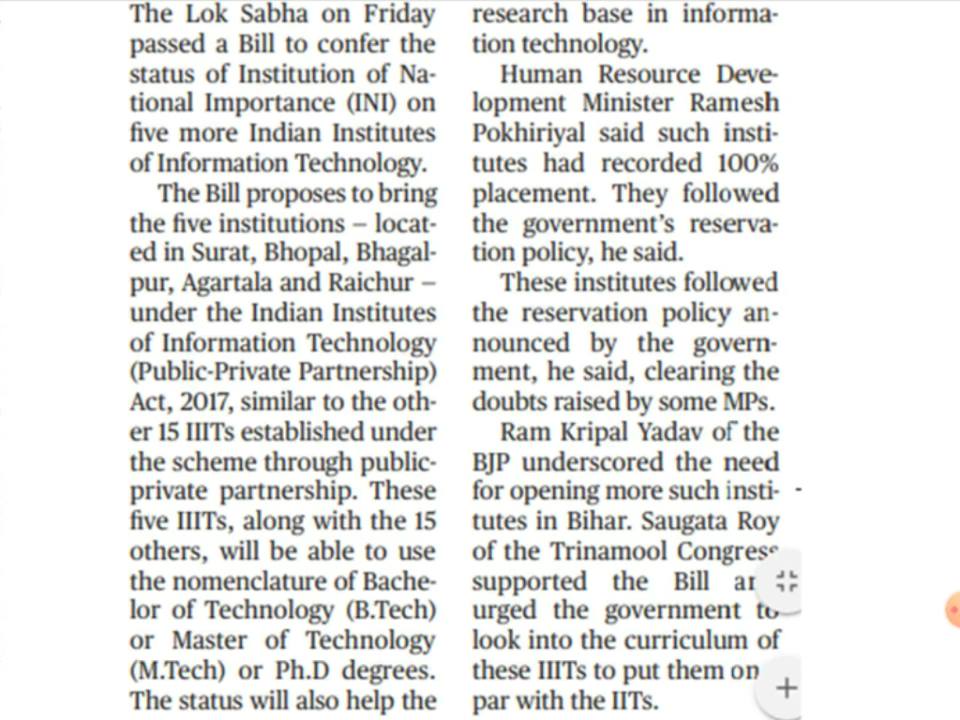 The Lok Sabha on Friday
passed a Bill to confer the
status of Institution of Na-
tional Importance (INI) on
five more Indian Institutes
of Information Technology.
The Bill proposes to bring
the five institutions – locat-
ed in Surat, Bhopal, Bhagal-
pur, Agartala and Raichur –
under the Indian Institutes
of Information Technology
(Public-Private Partnership)
Act, 2017, similar to the oth-
er 15 IIITs established under
the scheme through public-
private partnership. These
five IIITs, along with the 15
others, will be able to use
the nomenclature of Bache-
lor of Technology (B.Tech)
or Master of Technology
(M.Tech) or Ph.D degrees.
The status will also help the
research base in informa-
tion technology.
Human Resource Deve-
lopment Minister Ramesh
Pokhiriyal said such insti-
tutes had recorded 100%
placement. They followed
the government's reserva-
tion policy, he said.
These institutes followed
the reservation policy an-
nounced by the govern-
ment, he said, clearing the
doubts raised by some MPs.
Ram Kripal Yadav of the
BJP underscored the need
for opening more such insti-
tutes in Bihar. Saugata Roy
of the Trinamool Congress
supported the Bill and
urged the government to
look into the curriculum of
these IIITs to put them on
par with the IITs.